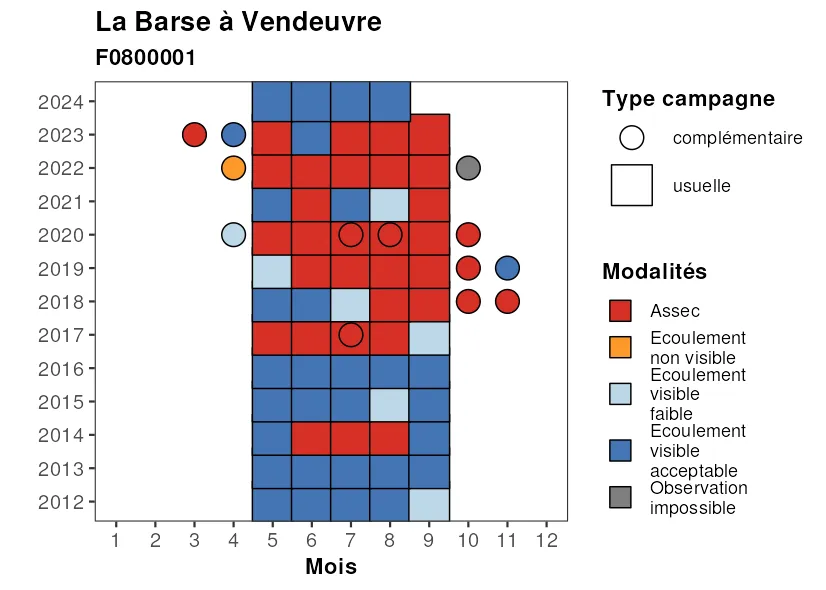 La Barse à Vendeuvre
F0800001
2024
2023
2022
2021
2020
2019
2018
2017
2016
2015
2014
2013
2012
1 2 3 4 5 6 7 8 9 10 11 12
Mois
Type campagne
complémentaire
usuelle
Modalités
Assec
Ecoulement
non visible
Ecoulement
visible
faible
Ecoulement
visible
acceptable
Observation
impossible